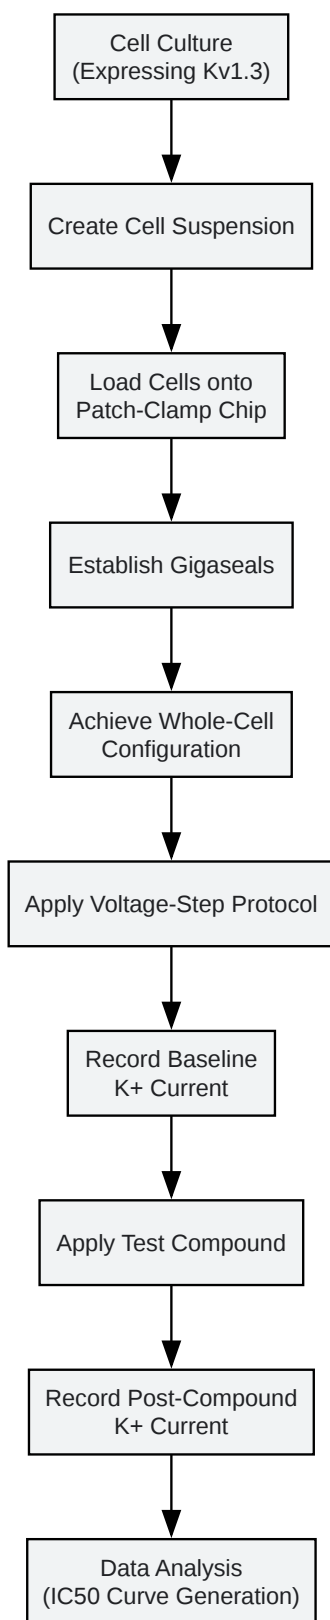 Cell Culture
(Expressing Kv1.3)
Create Cell Suspension
Load Cells onto
Patch-Clamp Chip
Establish Gigaseals
Achieve Whole-Cell
Configuration
Apply Voltage-Step Protocol
Record Baseline
K+ Current
Apply Test Compound
Record Post-Compound
K+ Current
Data Analysis
(IC50 Curve Generation)